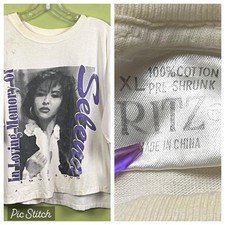 In Loving Memory Of
Selena
Pic Stitch
XL 100% COTTON
PRE-SHRUNK
RITZ
MADE IN CHINA